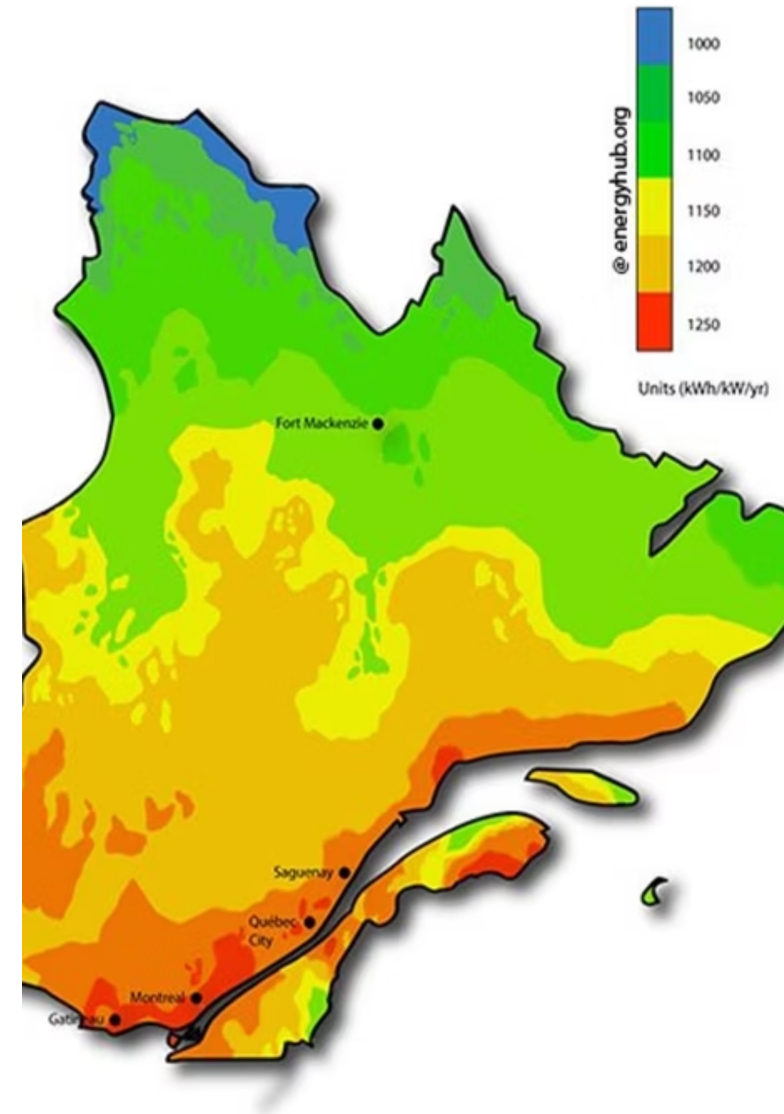 1000
1050
1100
1150
1200
1250
@ energyhub.org
Units (kWh/kW/yr)
Fort Mackenzie
Saguenay
Québec
City
Montreal
Gatineau